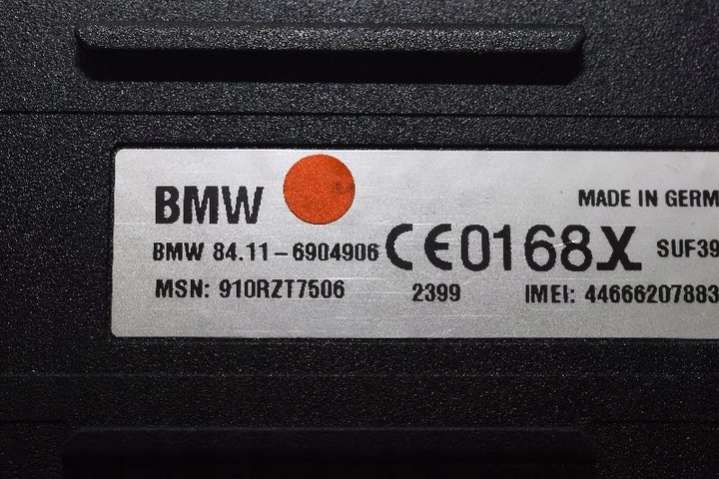 BMW
MADE IN GERM
BMW 84.11-6904906 CE0168X SUF39
MSN: 910RZT7506 2399 IMEI: 44666207883